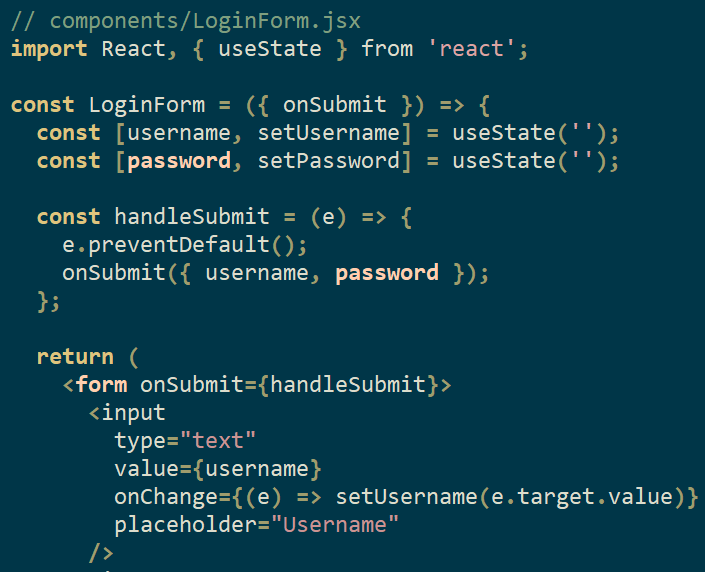 // components/LoginForm.jsx
import React, { useState } from 'react';

const LoginForm = ({ onSubmit }) => {
  const [username, setUsername] = useState('');
  const [password, setPassword] = useState('');

  const handleSubmit = (e) => {
    e.preventDefault();
    onSubmit({ username, password });
  };

  return (
    <form onSubmit={handleSubmit}>
      <input
        type="text"
        value={username}
        onChange={(e) => setUsername(e.target.value)}
        placeholder="Username"
      />